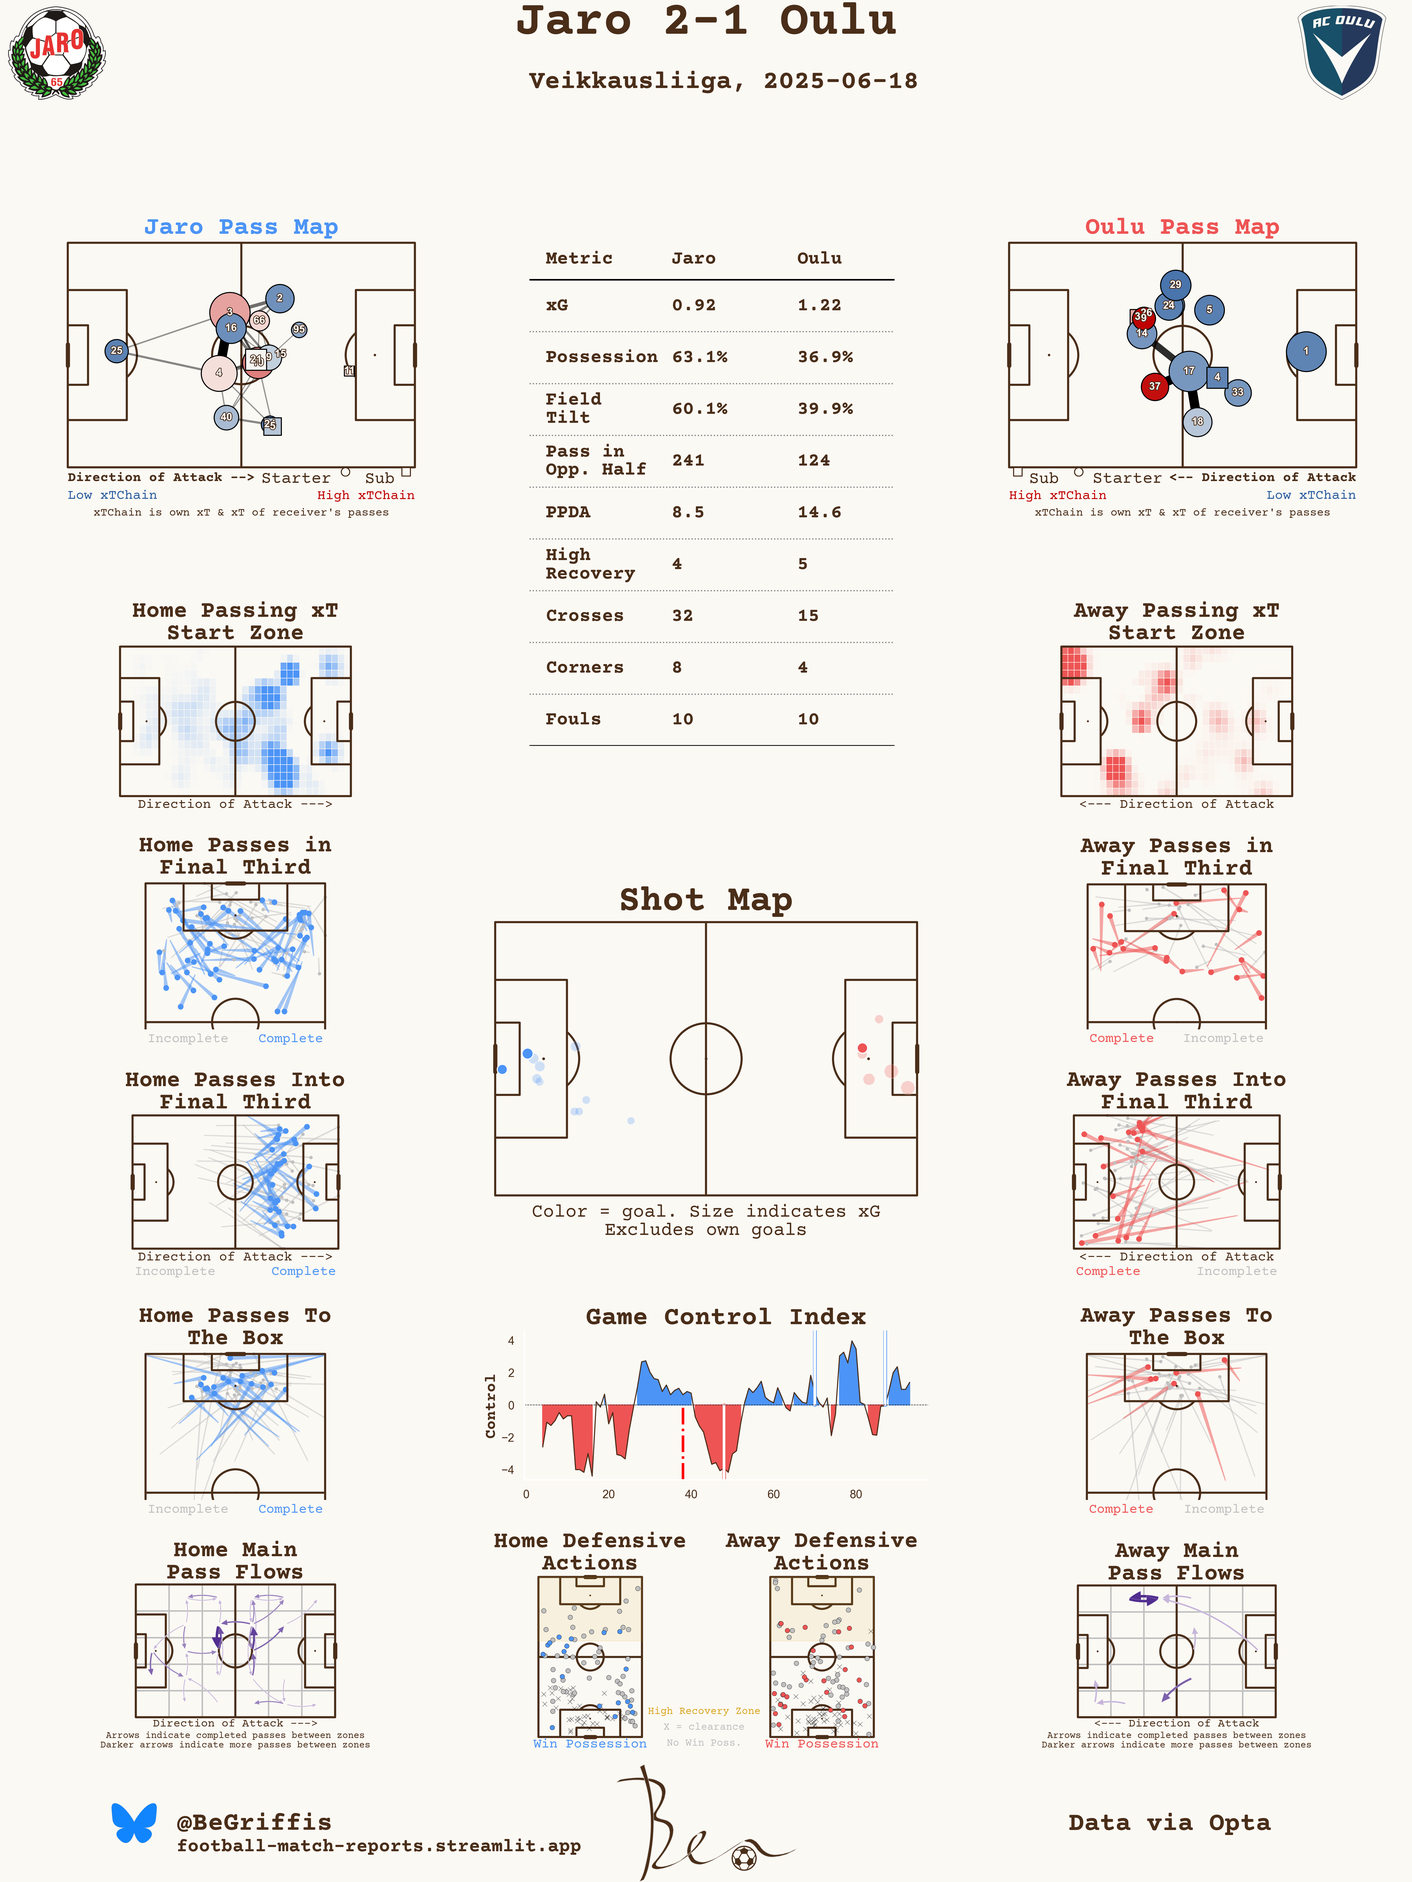 Jaro 2-1 Oulu
Veikkausliiga, 2025-06-18
JARO
65
AC OULU
Jaro Pass Map
25
3
2
16
66
95
4
15
11
40
Direction of Attack --> Starter Sub
Low xTChain High xTChain
xTChain is own xT & xT of receiver's passes
Metric Jaro Oulu
xG 0.92 1.22
Possession 63.1% 36.9%
Field
Tilt 60.1% 39.9%
Pass in
Opp. Half 241 124
PPDA 8.5 14.6
High
Recovery 4 5
Crosses 32 15
Corners 8 4
Fouls 10 10
Oulu Pass Map
29
24
5
14
1
17
4
37
33
18
Sub Starter <-- Direction of Attack
High xTChain Low xTChain
xTChain is own xT & xT of receiver's passes
Home Passing xT
Start Zone
Direction of Attack --->
Away Passing xT
Start Zone
<--- Direction of Attack
Home Passes in
Final Third
Incomplete Complete
Away Passes in
Final Third
Complete Incomplete
Shot Map
Color = goal. Size indicates xG
Excludes own goals
Home Passes Into
Final Third
Direction of Attack --->
Incomplete Complete
Away Passes Into
Final Third
<--- Direction of Attack
Complete Incomplete
Home Passes To
The Box
Incomplete Complete
Game Control Index
Control
4
2
0
−2
−4
0 20 40 60 80
Away Passes To
The Box
Complete Incomplete
Home Main
Pass Flows
Direction of Attack --->
Arrows indicate completed passes between zones
Darker arrows indicate more passes between zones
Home Defensive
Actions
Win Possession
Away Defensive
Actions
Win Possession
High Recovery Zone
X = clearance
No Win Poss.
Away Main
Pass Flows
<--- Direction of Attack
Arrows indicate completed passes between zones
Darker arrows indicate more passes between zones
@BeGriffis
football-match-reports.streamlit.app
Ben
Data via Opta